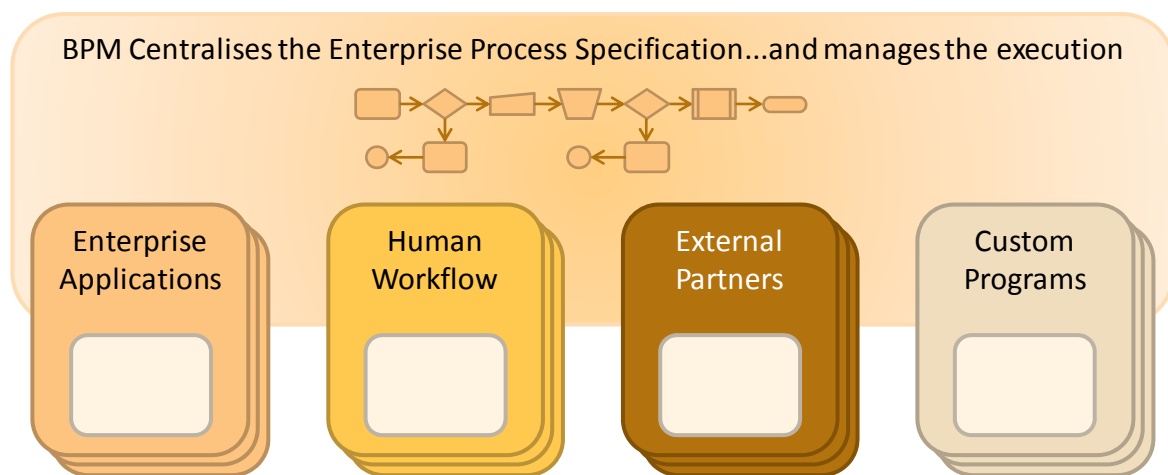 BPM Centralises the Enterprise Process Specification...and manages the execution
Enterprise
Applications
Human
Workflow
External
Partners
Custom
Programs